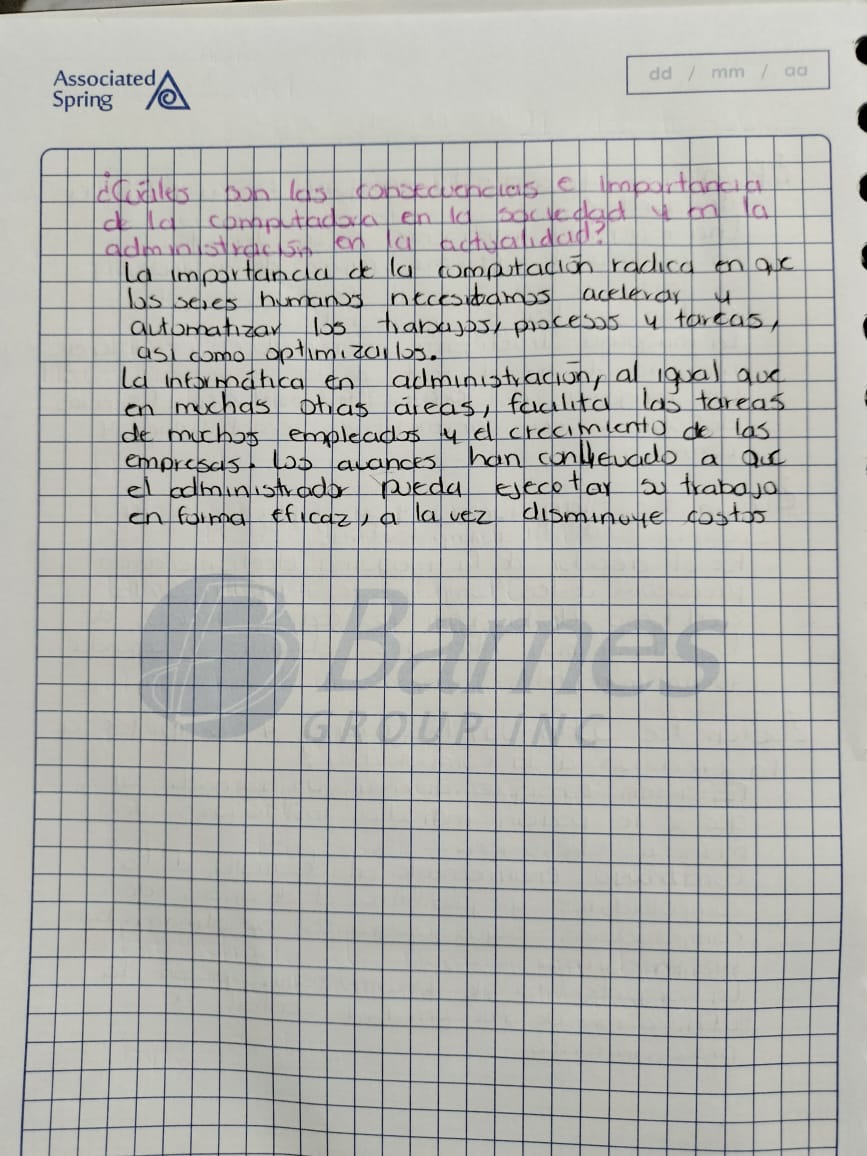 Associated
Spring
dd / mm / aa
¿Cuáles son las consecuencias e importancia
de la computadora en la sociedad y en la
administración en la actualidad?
La importancia de la computación radica en que
los seres humanos necesitamos acelerar y
automatizar los trabajos, procesos y tareas,
así como optimizarlos.
La informática en administración, al igual que
en muchas otras áreas, facilita las tareas
de muchos empleados y el crecimiento de las
empresas. Los avances han conllevado a que
el administrador pueda ejecutar su trabajo
en forma eficaz, a la vez disminuye costos
Barnes
GROUP INC